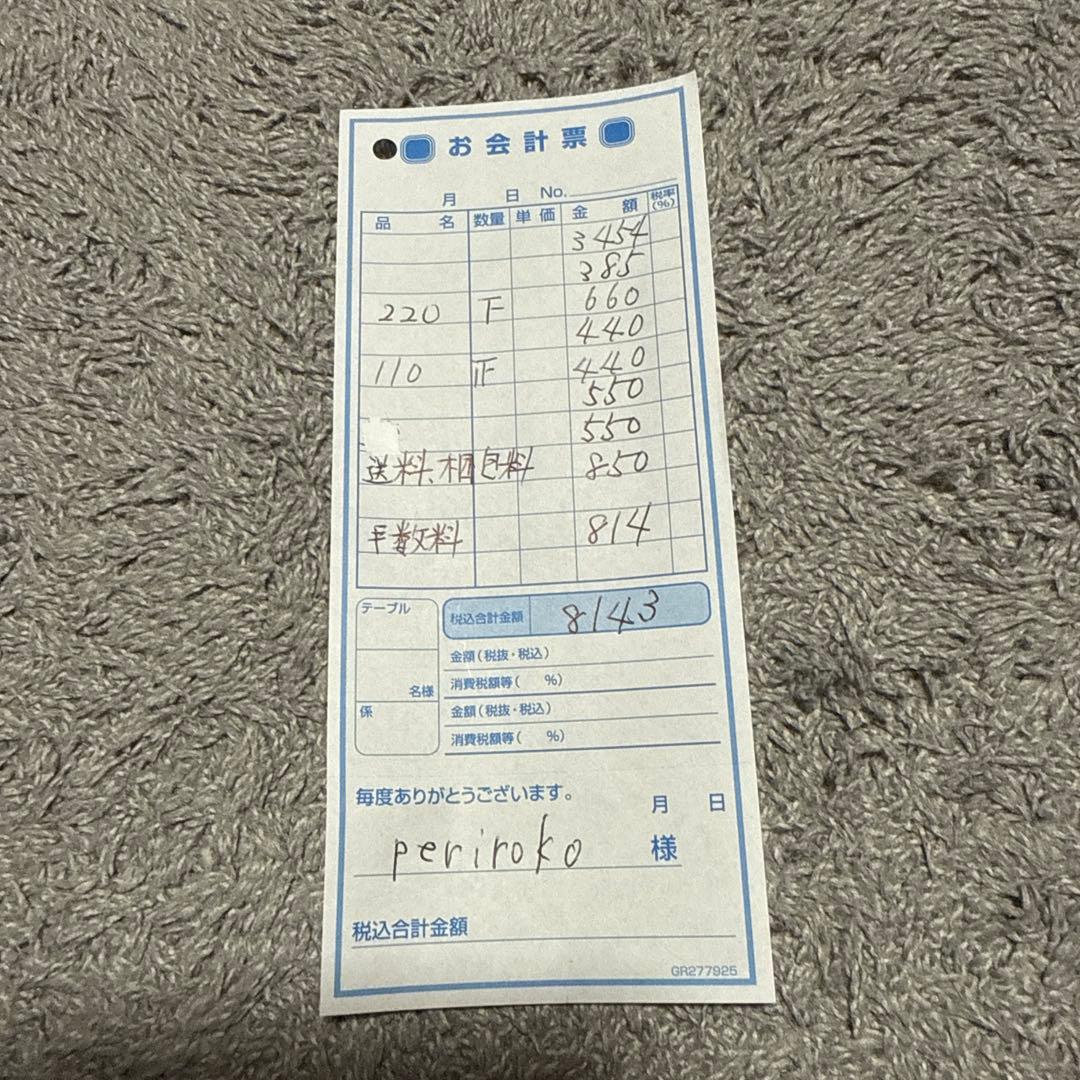 お会計票
月 日 No.
品名 数量 単価 金額 税率(%)
3454
385
220 下 660
440
110 正 440
550
550
送料、梱包料 850
手数料 814
テーブル
名様
係
税込合計金額 8143
金額(税抜・税込)
消費税額等( %)
金額(税抜・税込)
消費税額等( %)
毎度ありがとうございます。 月 日
periroko 様
税込合計金額
GR277925